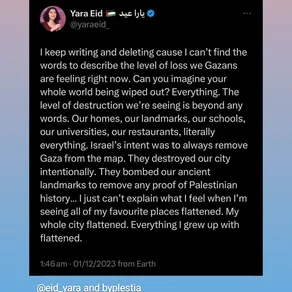 Yara Eid 🇵🇸 يارا عيد
@yaraeid_
I keep writing and deleting cause I can't find the
words to describe the level of loss we Gazans
are feeling right now. Can you imagine your
whole world being wiped out? Everything. The
level of destruction we're seeing is beyond any
words. Our homes, our landmarks, our schools,
our universities, our restaurants, literally
everything. Israel's intent was to always remove
Gaza from the map. They destroyed our city
intentionally. They bombed our ancient
landmarks to remove any proof of Palestinian
history... I just can't explain what I feel when I'm
seeing all of my favourite places flattened. My
whole city flattened. Everything I grew up with
flattened.
1:46 am · 01/12/2023 from Earth
@eid_yara and byplestia